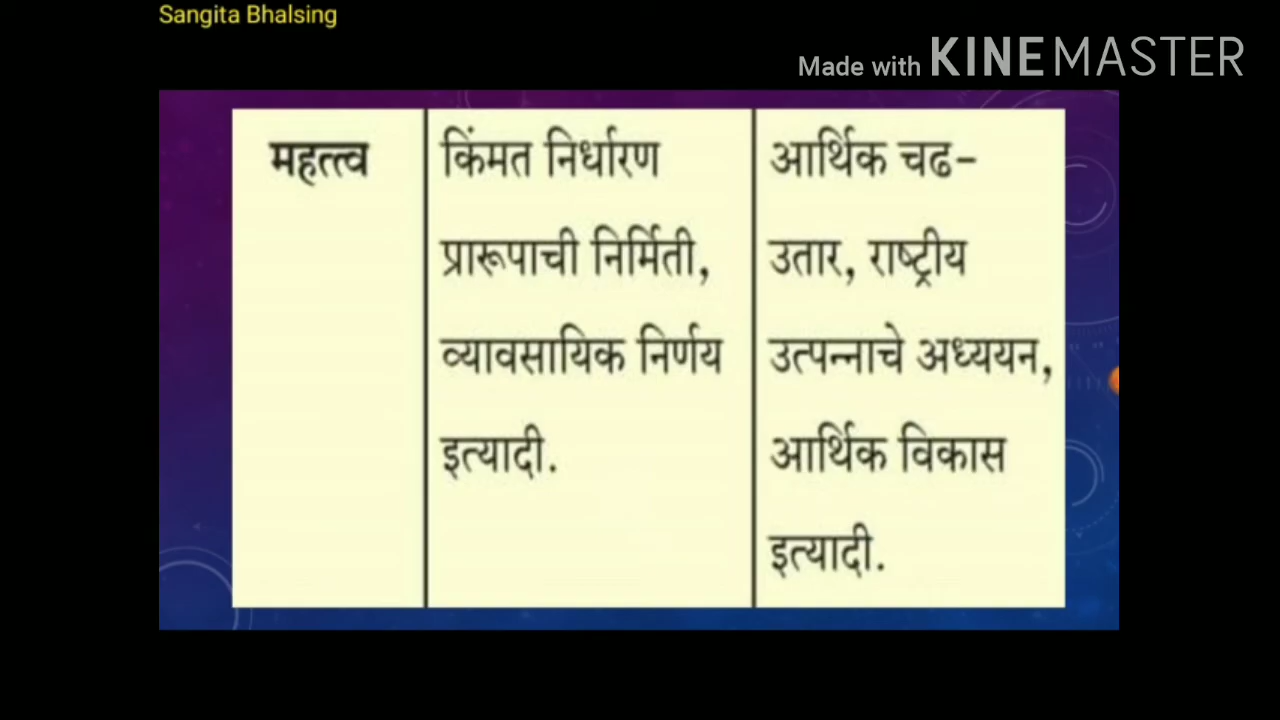 Sangita Bhalsing
Made with KINEMASTER
महत्त्व
किंमत निर्धारण
प्रारूपाची निर्मिती,
व्यावसायिक निर्णय
इत्यादी.
आर्थिक चढ-
उतार, राष्ट्रीय
उत्पन्नाचे अध्ययन,
आर्थिक विकास
इत्यादी.